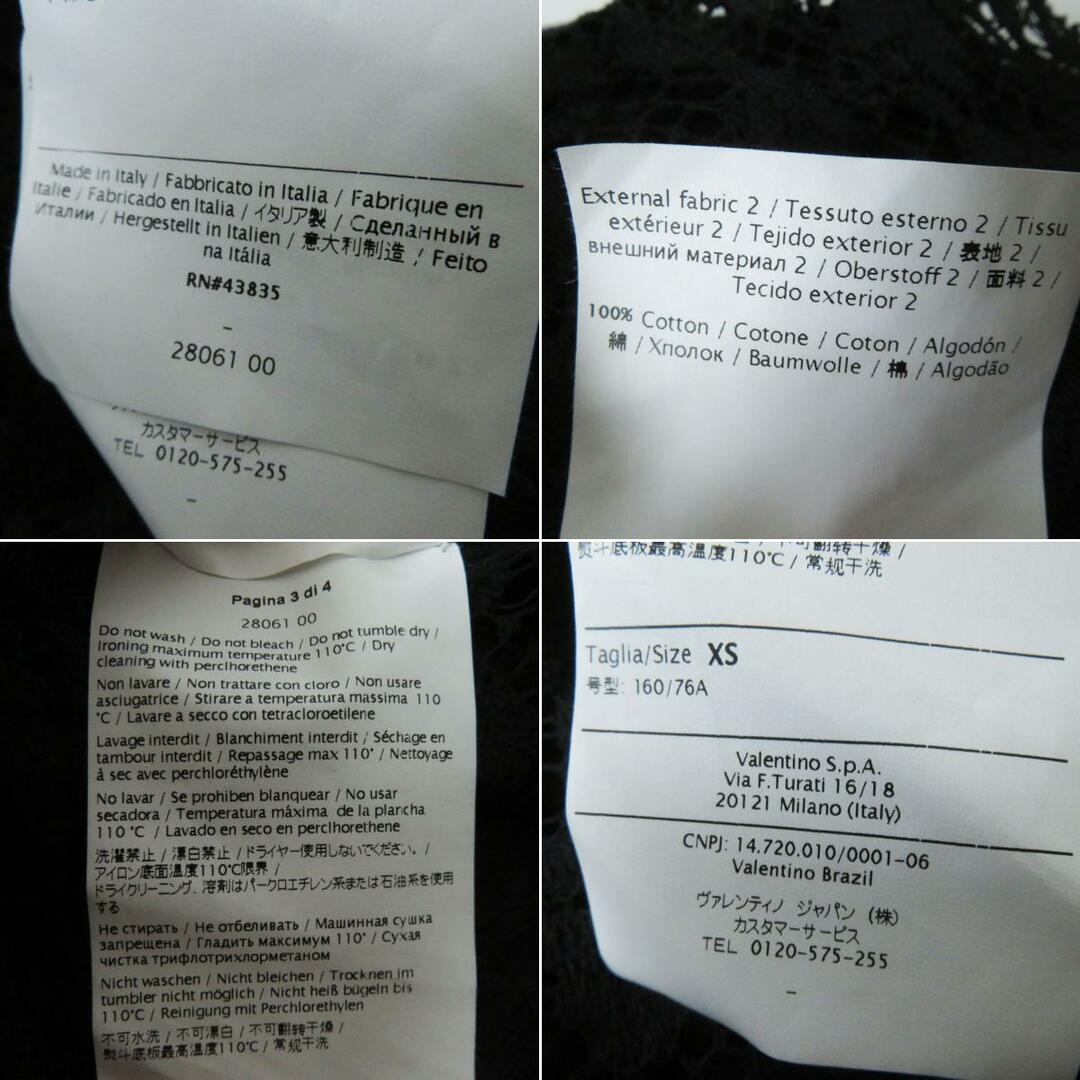 Made in Italy / Fabbricato in Italia / Fabrique en
Italie / Fabricado en Italia / イタリア製 / Сделанный в
Италии / Hergestellt in Italien / 意大利制造 / Feito
na Itália
RN#43835
–
28061 00
カスタマーサービス
TEL 0120-575-255
–
External fabric 2 / Tessuto esterno 2 / Tissu
extérieur 2 / Tejido exterior 2 / 表地 2 /
внешний материал 2 / Oberstoff 2 / 面料 2 /
Tecido exterior 2
100% Cotton / Cotone / Coton / Algodón /
綿 / Хполок / Baumwolle / 棉 / Algodão
Pagina 3 di 4
28061 00
Do not wash / Do not bleach / Do not tumble dry /
Ironing maximum temperature 110°C / Dry
cleaning with perclhorethene
Non lavare / Non trattare con cloro / Non usare
asciugatrice / Stirare a temperatura massima 110
°C / Lavare a secco con tetracloroetilene
Lavage interdit / Blanchiment interdit / Séchage en
tambour interdit / Repassage max 110° / Nettoyage
à sec avec perchloréthylène
No lavar / Se prohiben blanquear / No usar
secadora / Temperatura máxima de la plancha
110 °C / Lavado en seco en perclhorethene
洗濯禁止 / 漂白禁止 / ドライヤー使用しないでください。 /
アイロン底面温度110℃限界 /
ドライクリーニング、溶剤はパークロエチレン系または石油系を使用
する
Не стирать / Не отбеливать / Машинная сушка
запрещена / Гладить максимум 110° / Сухая
чистка трифлотрихлорметаном
Nicht waschen / Nicht bleichen / Trocknen im
tumbler nicht möglich / Nicht heiß bügeln bis
110°C / Reinigung mit Perchlorethylen
不可水洗 / 不可漂白 / 不可翻转干燥 /
熨斗底板最高温度110℃ / 常规干洗
不可翻转干燥 /
熨斗底板最高温度110℃ / 常规干洗
Taglia/Size XS
号型: 160/76A
Valentino S.p.A.
Via F.Turati 16/18
20121 Milano (Italy)
CNPJ: 14.720.010/0001-06
Valentino Brazil
ヴァレンティノ ジャパン (株)
カスタマーサービス
TEL 0120-575-255
–